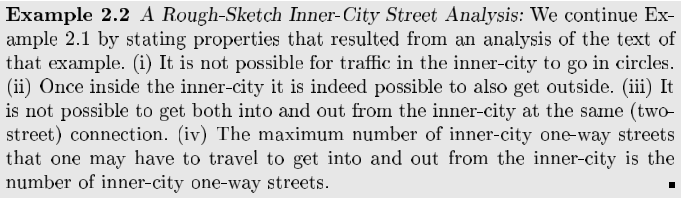 Example 2.2 A Rough-Sketch Inner-City Street Analysis: We continue Ex-
ample 2.1 by stating properties that resulted from an analysis of the text of
that example. (i) It is not possible for traffic in the inner-city to go in circles.
(ii) Once inside the inner-city it is indeed possible to also get outside. (iii) It
is not possible to get both into and out from the inner-city at the same (two-
street) connection. (iv) The maximum number of inner-city one-way streets
that one may have to travel to get into and out from the inner-city is the
number of inner-city one-way streets.